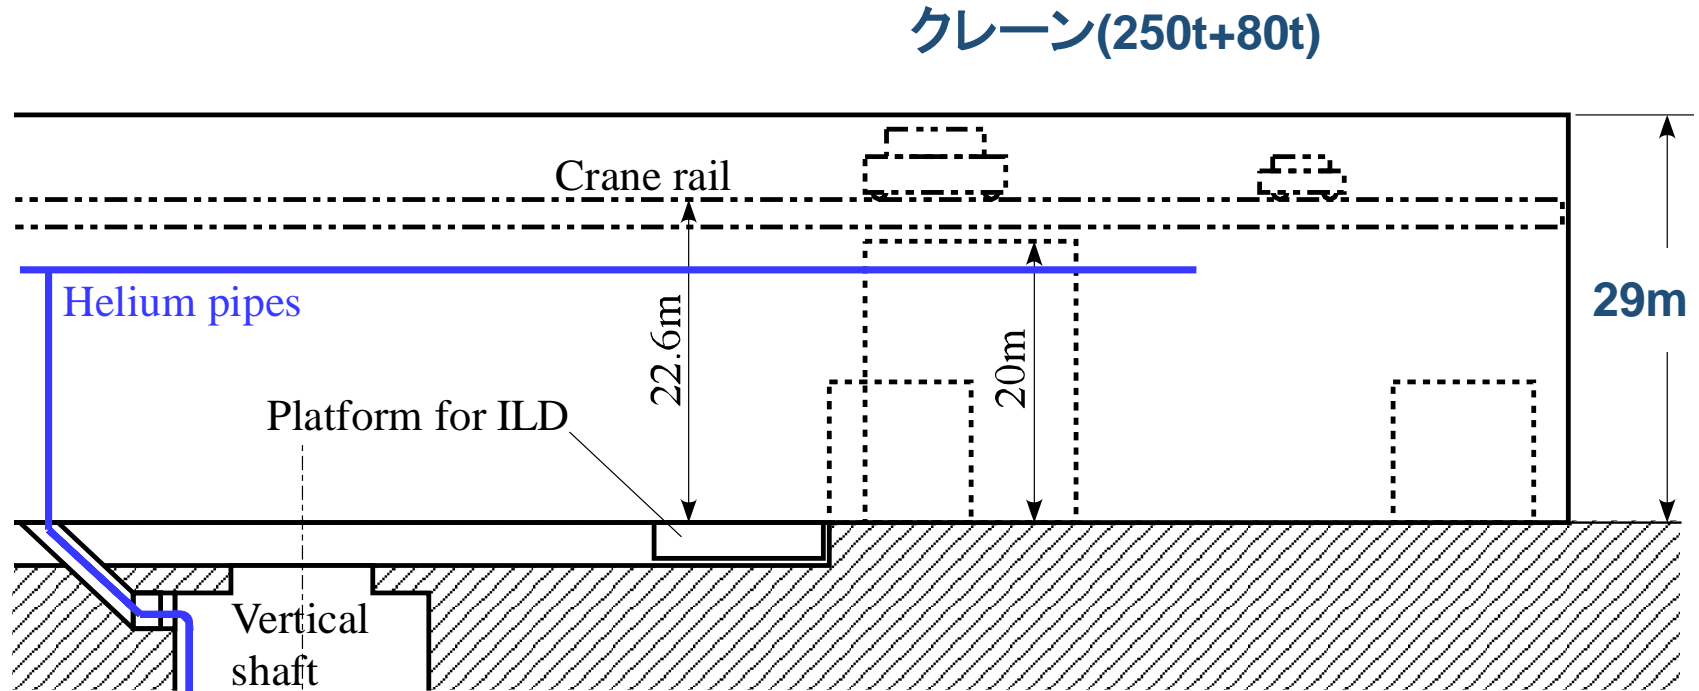 クレーン(250t+80t)
Crane rail
Helium pipes
29m
22.6m
20m
Platform for ILD
Vertical
shaft